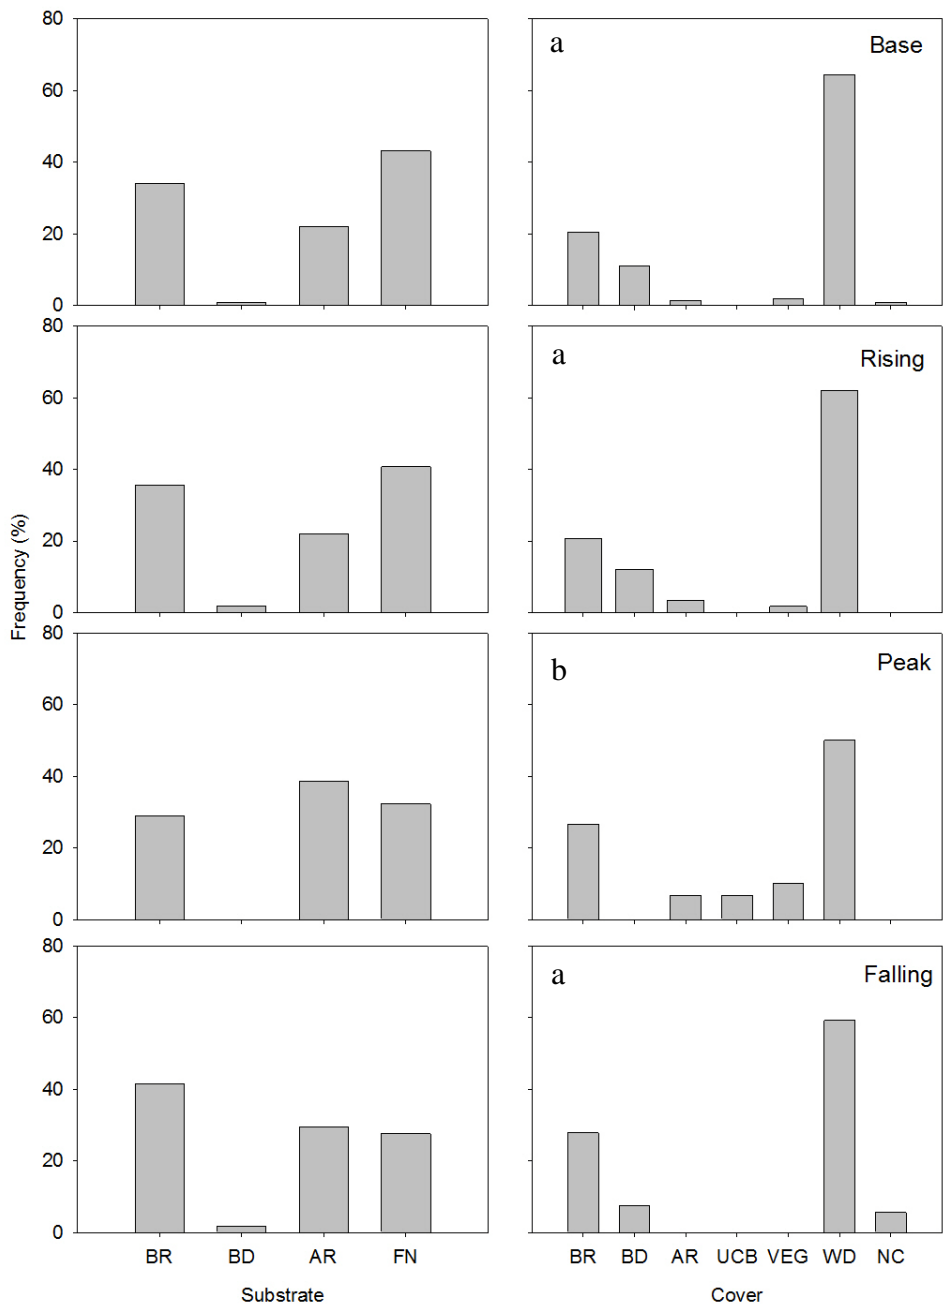 80
60
40
20
0
a
Base
80
60
40
20
0
a
Rising
80
60
40
20
0
b
Peak
80
60
40
20
0
a
Falling
Frequency (%)
BR BD AR FN
BR BD AR UCB VEG WD NC
Substrate
Cover